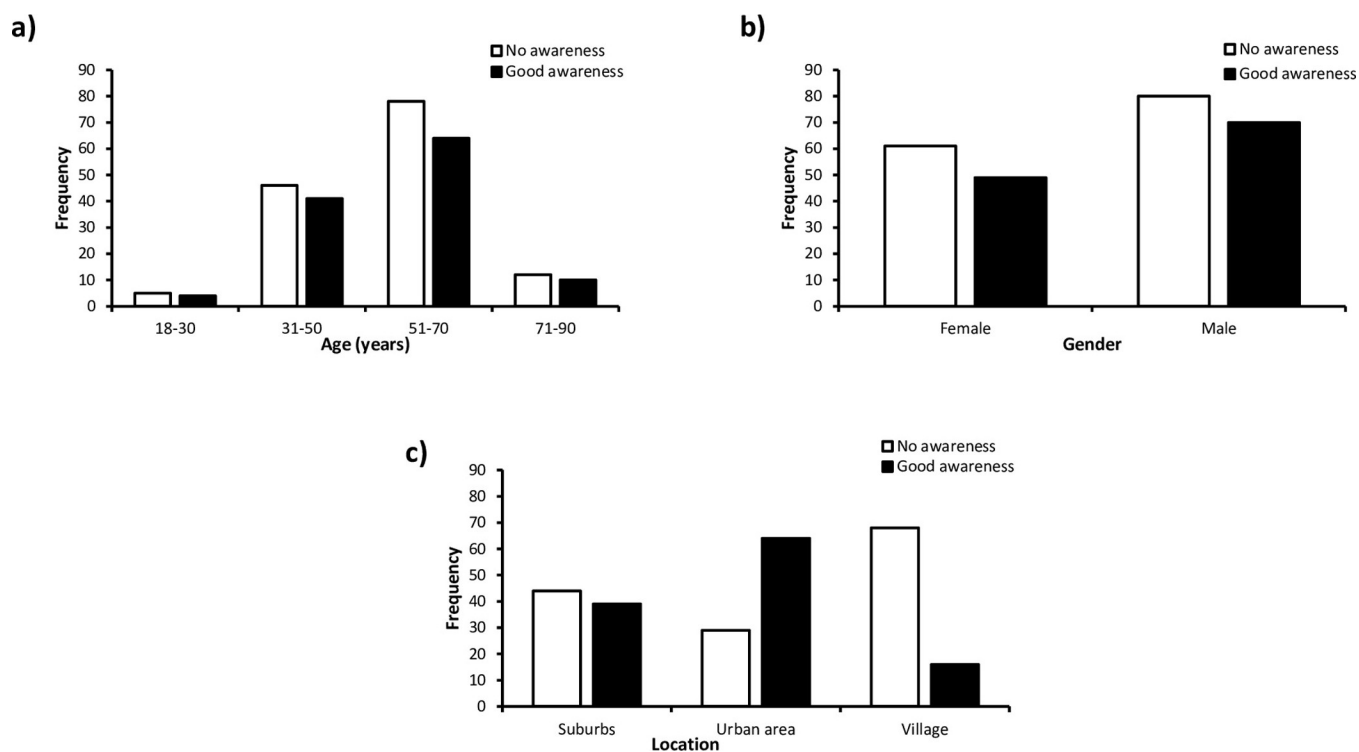 a)
No awareness
Good awareness
90
80
70
60
50
40
30
20
10
0
Frequency
18-30 31-50 51-70 71-90
Age (years)
b)
No awareness
Good awareness
90
80
70
60
50
40
30
20
10
0
Frequency
Female Male
Gender
c)
No awareness
Good awareness
90
80
70
60
50
40
30
20
10
0
Frequency
Suburbs Urban area Village
Location